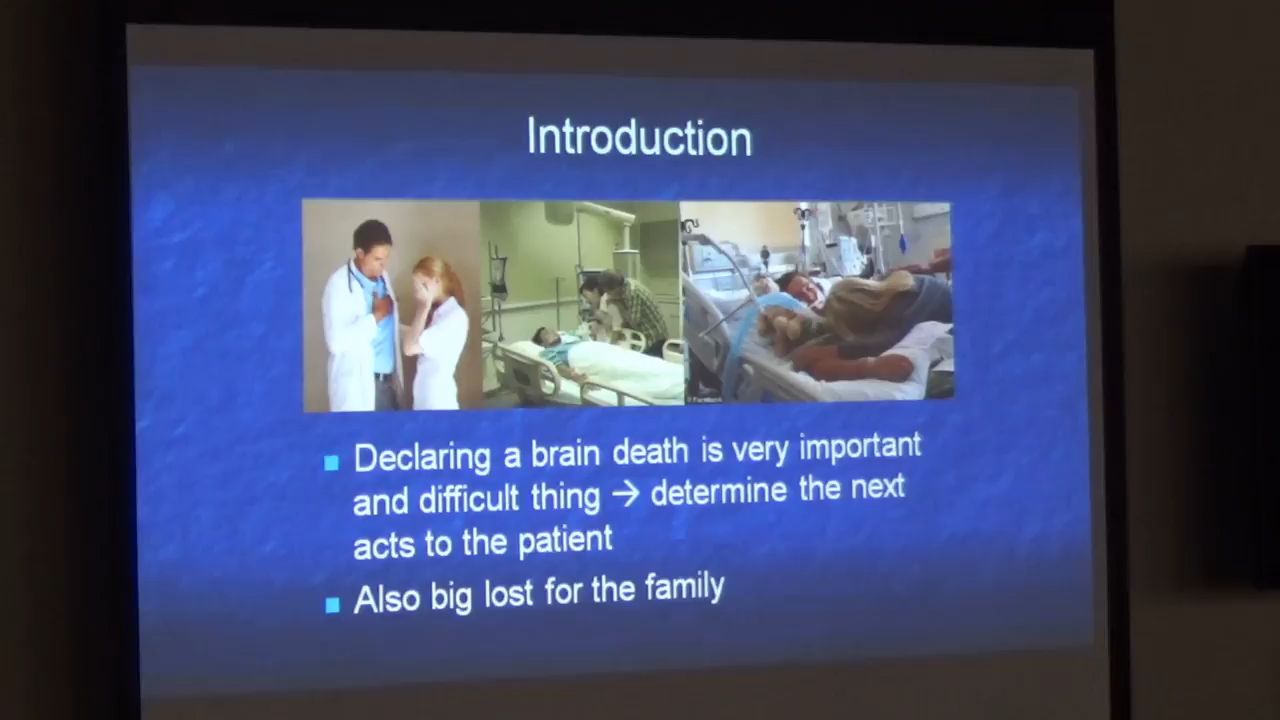 Introduction
Declaring a brain death is very important
and difficult thing → determine the next
acts to the patient
Also big lost for the family